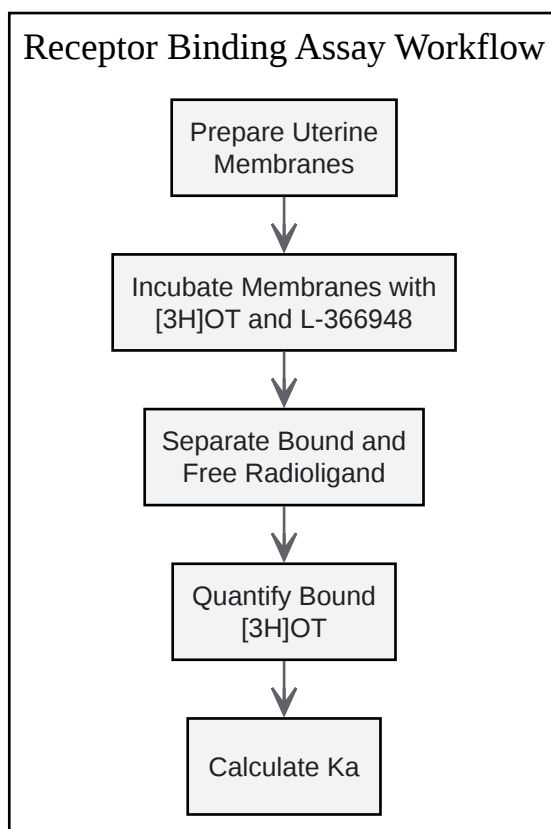 Receptor Binding Assay Workflow
Prepare Uterine
Membranes
Incubate Membranes with
[3H]OT and L-366948
Separate Bound and
Free Radioligand
Quantify Bound
[3H]OT
Calculate Ka